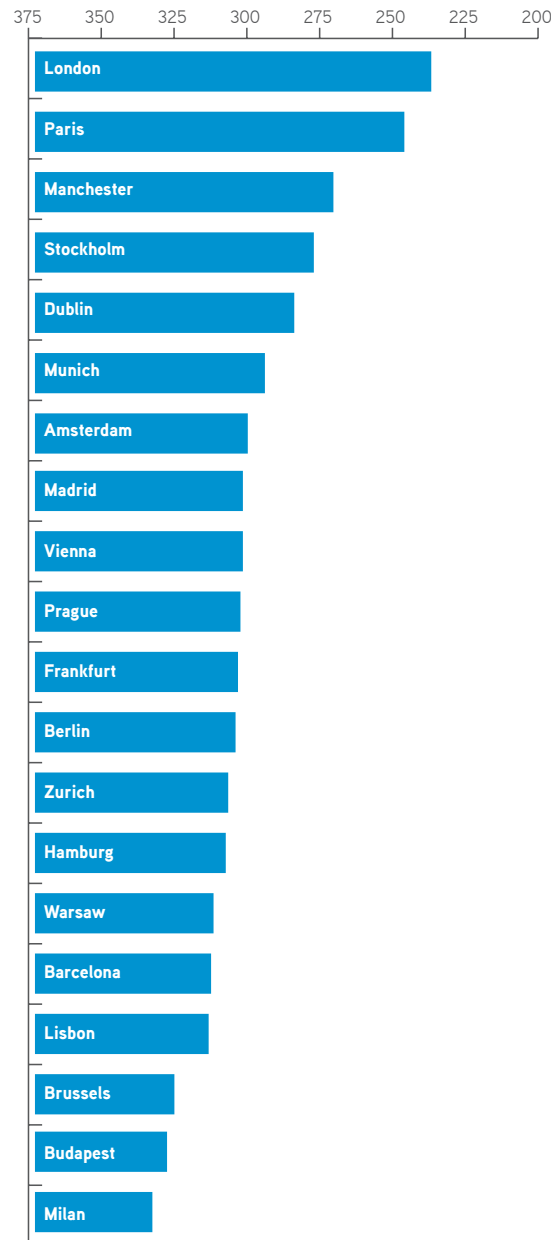 375 350 325 300 275 250 225 200
London
Paris
Manchester
Stockholm
Dublin
Munich
Amsterdam
Madrid
Vienna
Prague
Frankfurt
Berlin
Zurich
Hamburg
Warsaw
Barcelona
Lisbon
Brussels
Budapest
Milan